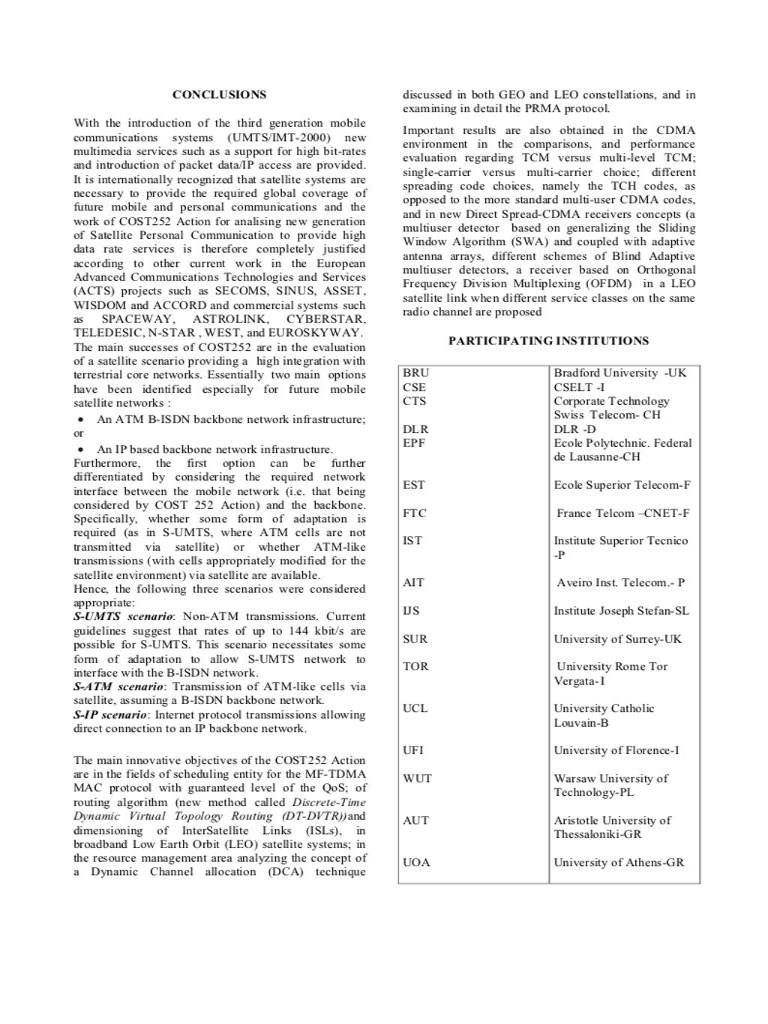 CONCLUSIONS
With the introduction of the third generation mobile
communications systems (UMTS/IMT-2000) new
multimedia services such as a support for high bit-rates
and introduction of packet data/IP access are provided.
It is internationally recognized that satellite systems are
necessary to provide the required global coverage of
future mobile and personal communications and the
work of COST252 Action for analising new generation
of Satellite Personal Communication to provide high
data rate services is therefore completely justified
according to other current work in the European
Advanced Communications Technologies and Services
(ACTS) projects such as SECOMS, SINUS, ASSET,
WISDOM and ACCORD and commercial systems such
as SPACEWAY, ASTROLINK, CYBERSTAR,
TELEDESIC, N-STAR , WEST, and EUROSKYWAY.
The main successes of COST252 are in the evaluation
of a satellite scenario providing a high integration with
terrestrial core networks. Essentially two main options
have been identified especially for future mobile
satellite networks :
• An ATM B-ISDN backbone network infrastructure;
or
• An IP based backbone network infrastructure.
Furthermore, the first option can be further
differentiated by considering the required network
interface between the mobile network (i.e. that being
considered by COST 252 Action) and the backbone.
Specifically, whether some form of adaptation is
required (as in S-UMTS, where ATM cells are not
transmitted via satellite) or whether ATM-like
transmissions (with cells appropriately modified for the
satellite environment) via satellite are available.
Hence, the following three scenarios were considered
appropriate:
S-UMTS scenario: Non-ATM transmissions. Current
guidelines suggest that rates of up to 144 kbit/s are
possible for S-UMTS. This scenario necessitates some
form of adaptation to allow S-UMTS network to
interface with the B-ISDN network.
S-ATM scenario: Transmission of ATM-like cells via
satellite, assuming a B-ISDN backbone network.
S-IP scenario: Internet protocol transmissions allowing
direct connection to an IP backbone network.
The main innovative objectives of the COST252 Action
are in the fields of scheduling entity for the MF-TDMA
MAC protocol with guaranteed level of the QoS; of
routing algorithm (new method called Discrete-Time
Dynamic Virtual Topology Routing (DT-DVTR))and
dimensioning of InterSatellite Links (ISLs), in
broadband Low Earth Orbit (LEO) satellite systems; in
the resource management area analyzing the concept of
a Dynamic Channel allocation (DCA) technique
discussed in both GEO and LEO constellations, and in
examining in detail the PRMA protocol.
Important results are also obtained in the CDMA
environment in the comparisons, and performance
evaluation regarding TCM versus multi-level TCM;
single-carrier versus multi-carrier choice; different
spreading code choices, namely the TCH codes, as
opposed to the more standard multi-user CDMA codes,
and in new Direct Spread-CDMA receivers concepts (a
multiuser detector based on generalizing the Sliding
Window Algorithm (SWA) and coupled with adaptive
antenna arrays, different schemes of Blind Adaptive
multiuser detectors, a receiver based on Orthogonal
Frequency Division Multiplexing (OFDM) in a LEO
satellite link when different service classes on the same
radio channel are proposed
PARTICIPATING INSTITUTIONS
BRU Bradford University -UK
CSE CSELT -I
CTS Corporate Technology
Swiss Telecom- CH
DLR DLR -D
EPF Ecole Polytechnic. Federal
de Lausanne-CH
EST Ecole Superior Telecom-F
FTC France Telcom –CNET-F
IST Institute Superior Tecnico
-P
AIT Aveiro Inst. Telecom.- P
IJS Institute Joseph Stefan-SL
SUR University of Surrey-UK
TOR University Rome Tor
Vergata-I
UCL University Catholic
Louvain-B
UFI University of Florence-I
WUT Warsaw University of
Technology-PL
AUT Aristotle University of
Thessaloniki-GR
UOA University of Athens-GR